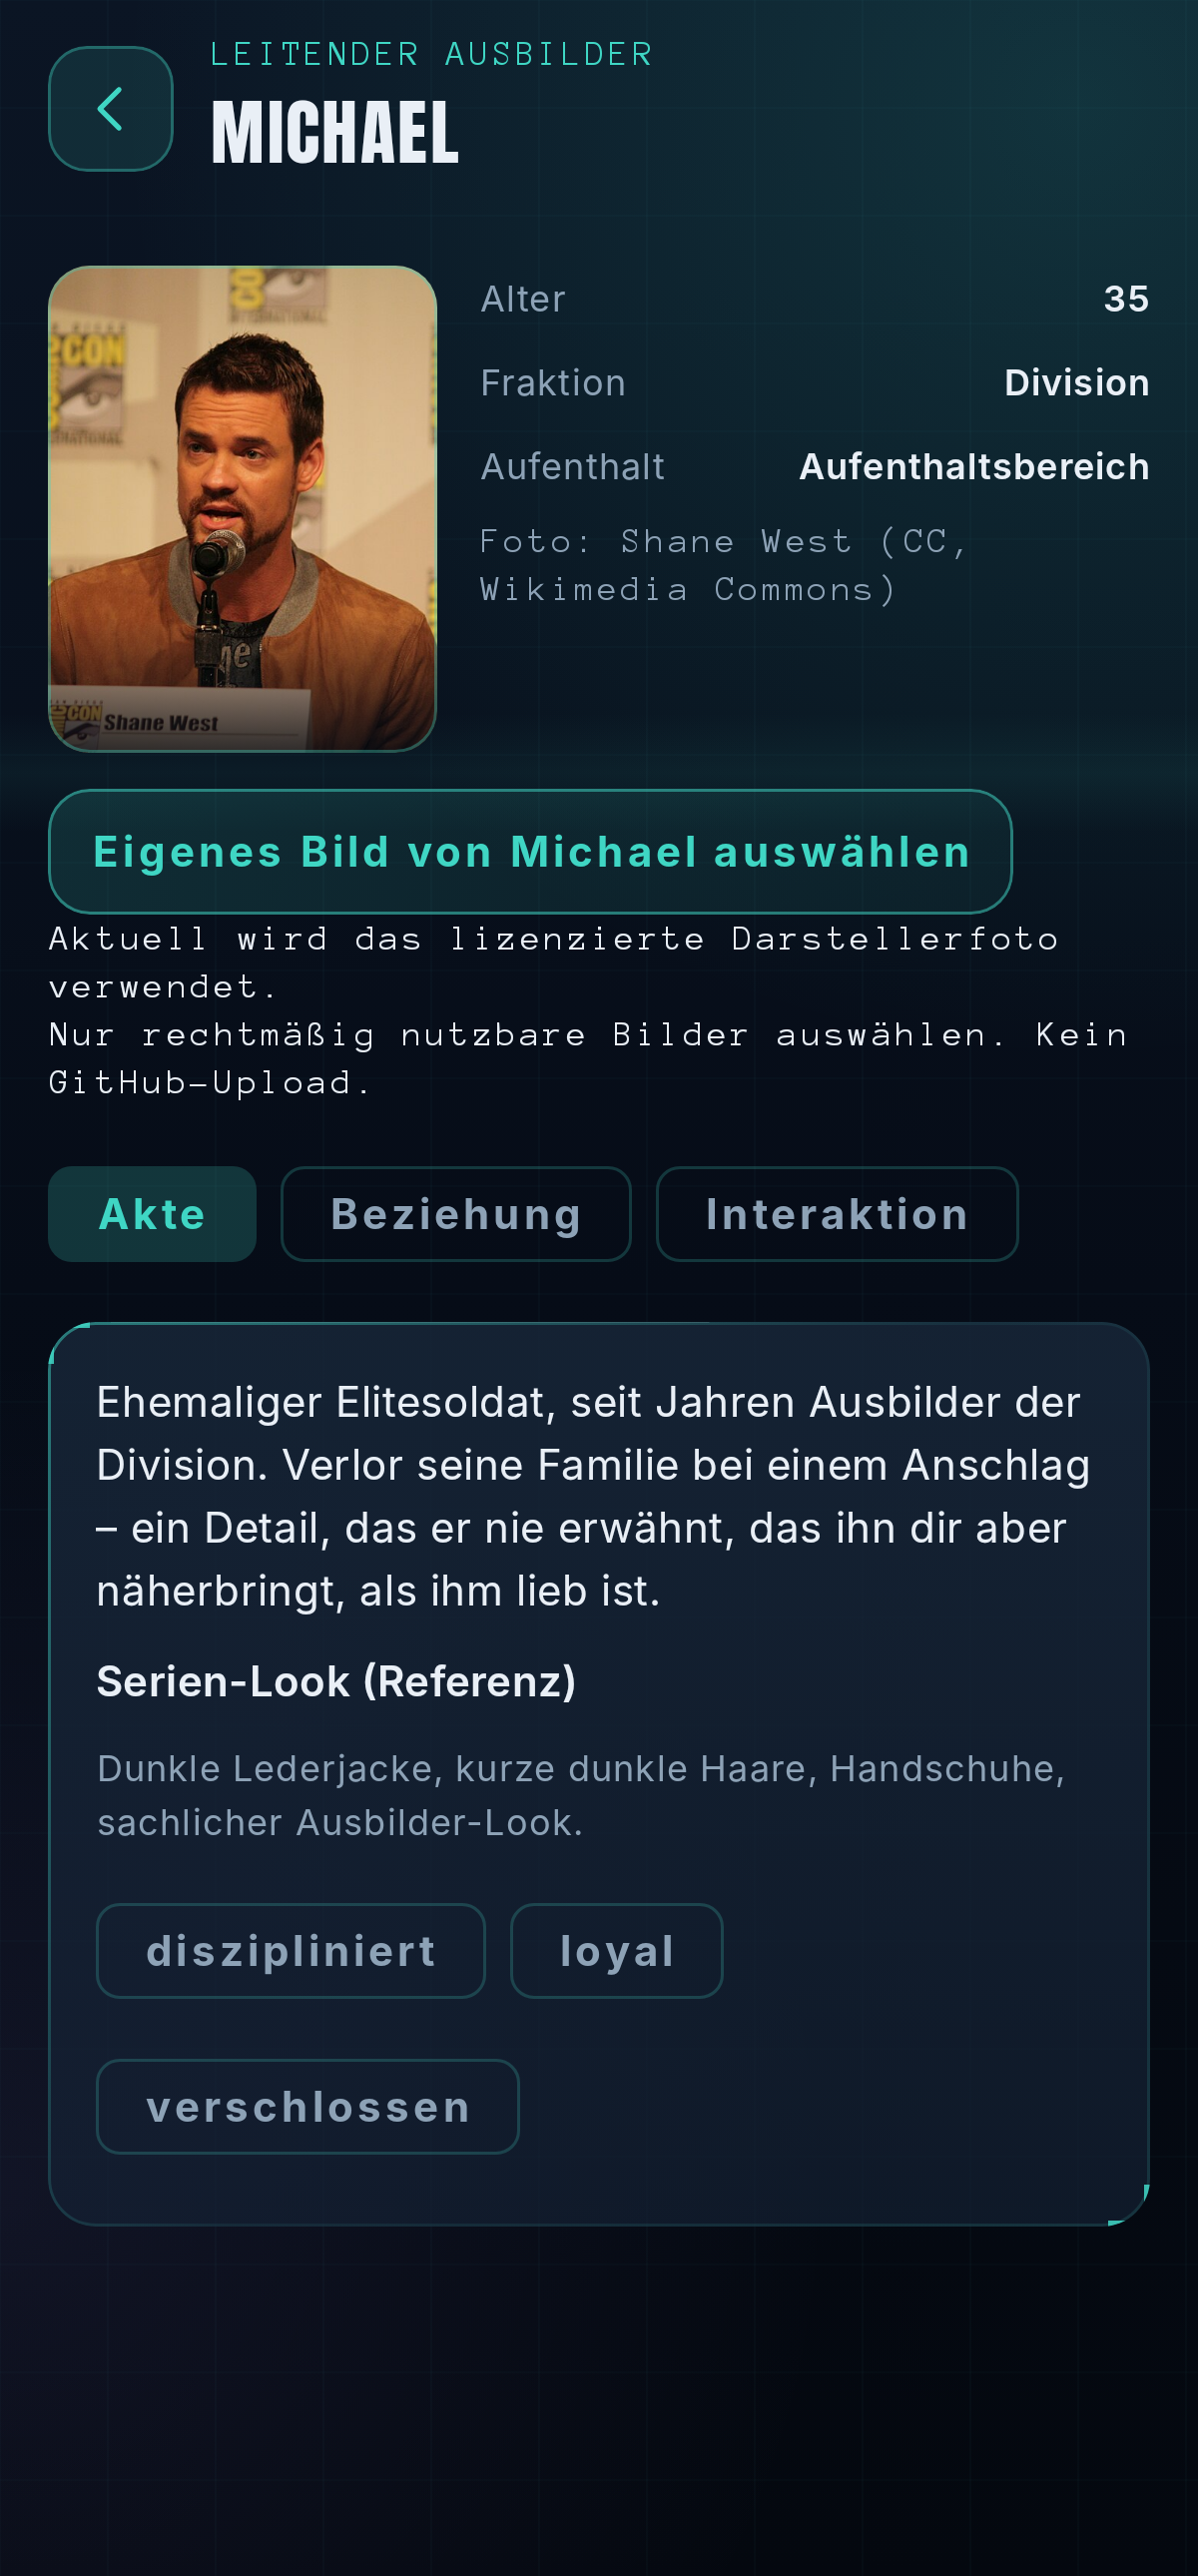 LEITENDER AUSBILDER
MICHAEL
CON
Alter 35
Fraktion Division
Aufenthalt Aufenthaltsbereich
Foto: Shane West (CC,
Wikimedia Commons)
CON Shane West
Eigenes Bild von Michael auswählen
Aktuell wird das lizenzierte Darstellerfoto
verwendet.
Nur rechtmäßig nutzbare Bilder auswählen. Kein
GitHub-Upload.
Akte Beziehung Interaktion
Ehemaliger Elitesoldat, seit Jahren Ausbilder der
Division. Verlor seine Familie bei einem Anschlag
– ein Detail, das er nie erwähnt, das ihn dir aber
näherbringt, als ihm lieb ist.
Serien-Look (Referenz)
Dunkle Lederjacke, kurze dunkle Haare, Handschuhe,
sachlicher Ausbilder-Look.
diszipliniert loyal
verschlossen